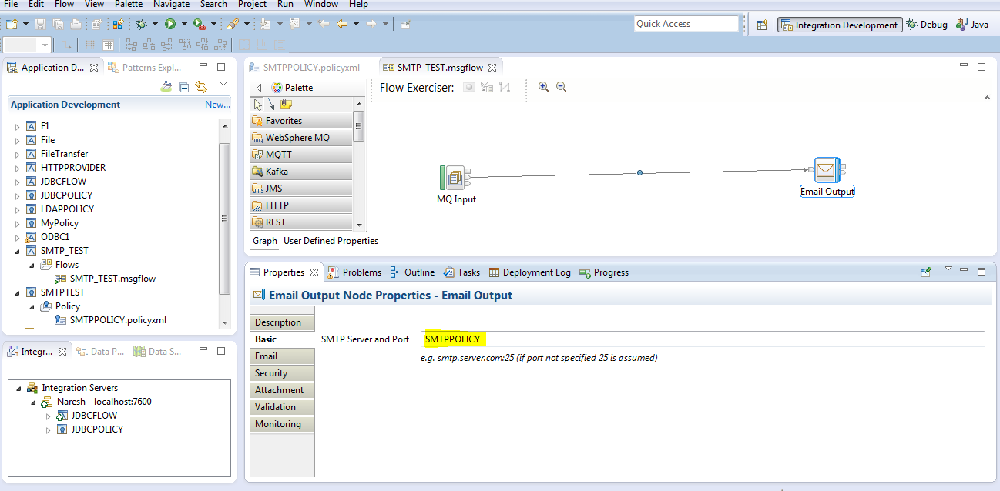 File Edit Flow View Palette Navigate Search Project Run Window Help
Quick Access
Integration Development
Debug
Java
Application D...
Patterns Expl...
Application Development
New...
F1
File
FileTransfer
HTTPPROVIDER
JDBCFLOW
JDBCPOLICY
LDAPPOLICY
MyPolicy
ODBC1
SMTP_TEST
Flows
SMTP_TEST.msgflow
SMTPTEST
Policy
SMTPPOLICY.policyxml
Integr...
Data P...
Data S...
Integration Servers
Naresh - localhost:7600
JDBCFLOW
JDBCPOLICY
SMTPPOLICY.policyxml
SMTP_TEST.msgflow
Palette
Flow Exerciser:
Favorites
WebSphere MQ
MQTT
Kafka
JMS
HTTP
REST
MQ Input
Email Output
Graph
User Defined Properties
Properties
Problems
Outline
Tasks
Deployment Log
Progress
Email Output Node Properties - Email Output
Description
Basic
Email
Security
Attachment
Validation
Monitoring
SMTP Server and Port
SMTPPOLICY
e.g. smtp.server.com:25 (if port not specified 25 is assumed)